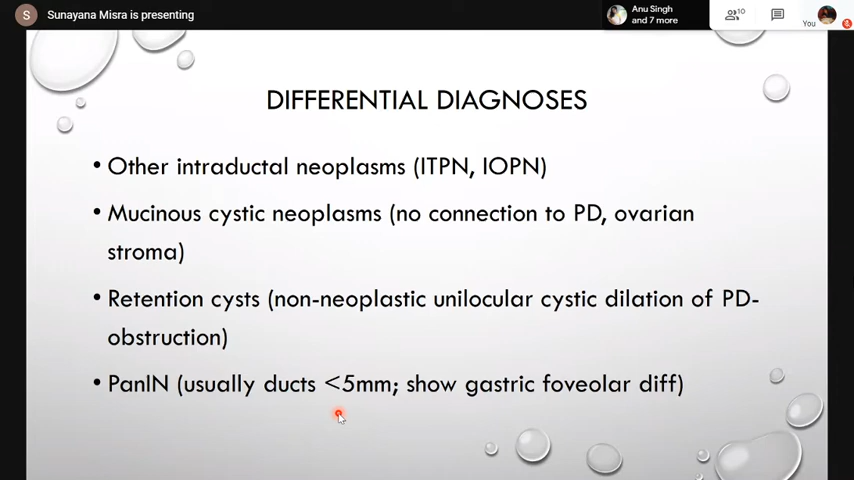 S Sunayana Misra is presenting
Anu Singh
and 7 more
10
You
DIFFERENTIAL DIAGNOSES
• Other intraductal neoplasms (ITPN, IOPN)
• Mucinous cystic neoplasms (no connection to PD, ovarian
stroma)
• Retention cysts (non-neoplastic unilocular cystic dilation of PD-
obstruction)
• PanIN (usually ducts <5mm; show gastric foveolar diff)